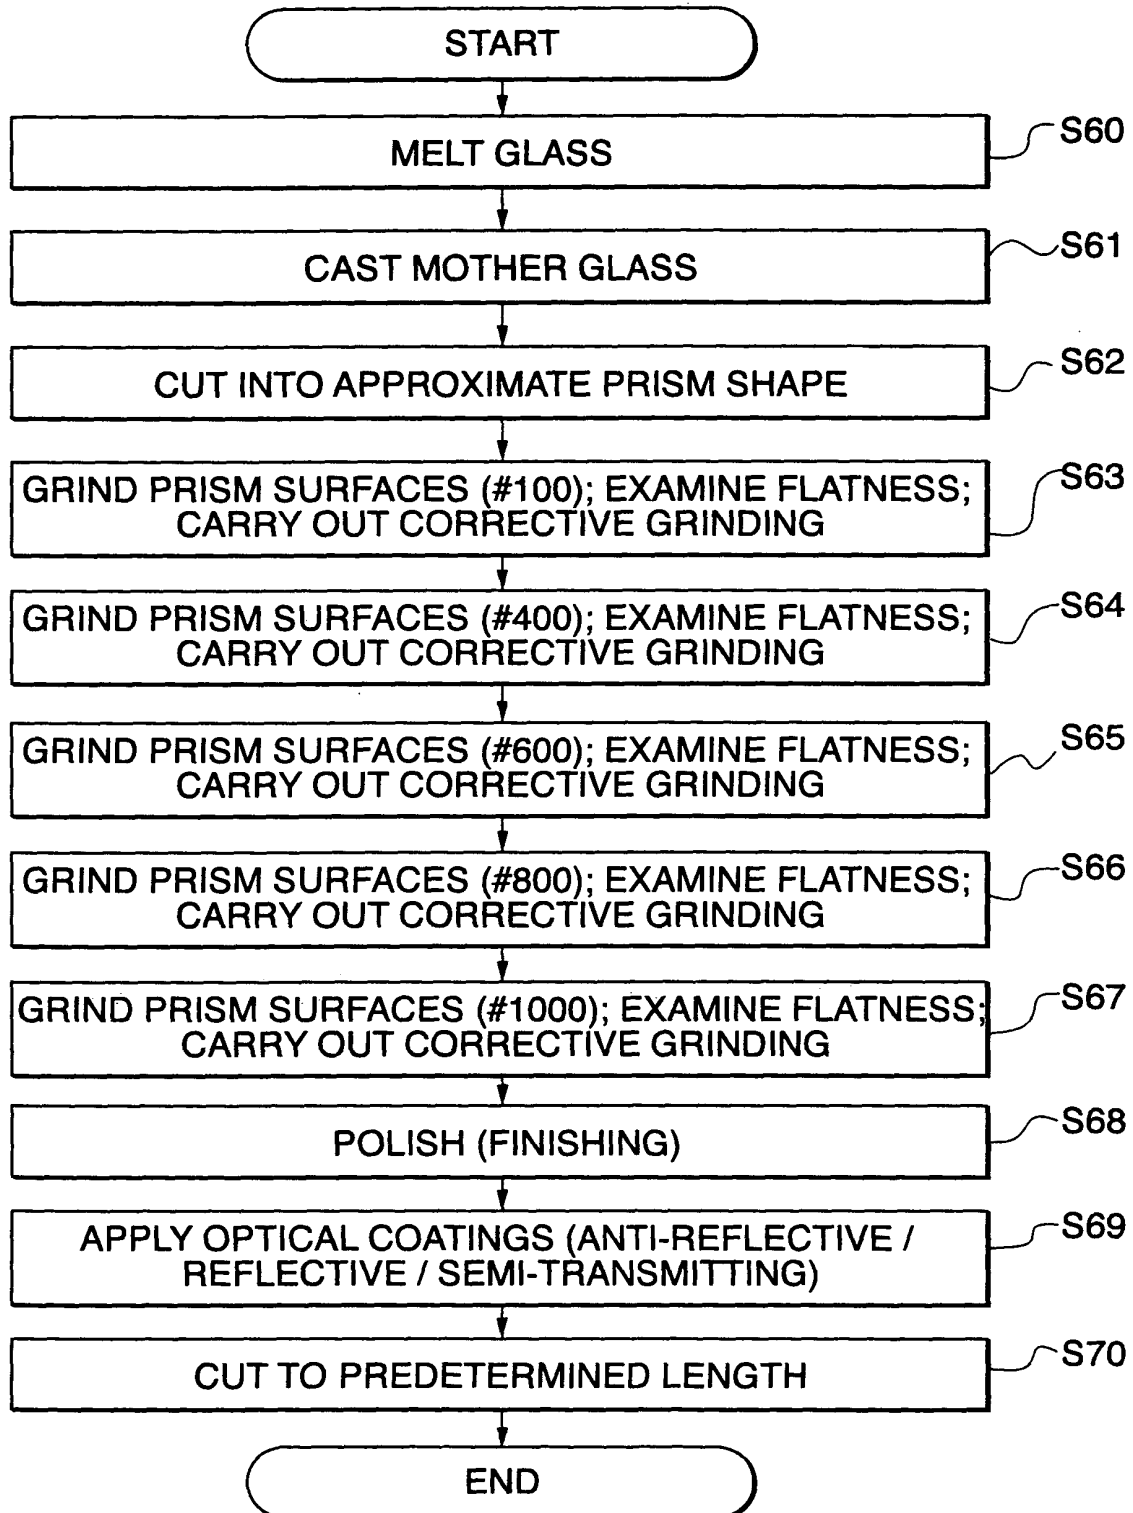 START
MELT GLASS
S60
CAST MOTHER GLASS
S61
CUT INTO APPROXIMATE PRISM SHAPE
S62
GRIND PRISM SURFACES (#100); EXAMINE FLATNESS;
CARRY OUT CORRECTIVE GRINDING
S63
GRIND PRISM SURFACES (#400); EXAMINE FLATNESS;
CARRY OUT CORRECTIVE GRINDING
S64
GRIND PRISM SURFACES (#600); EXAMINE FLATNESS;
CARRY OUT CORRECTIVE GRINDING
S65
GRIND PRISM SURFACES (#800); EXAMINE FLATNESS;
CARRY OUT CORRECTIVE GRINDING
S66
GRIND PRISM SURFACES (#1000); EXAMINE FLATNESS;
CARRY OUT CORRECTIVE GRINDING
S67
POLISH (FINISHING)
S68
APPLY OPTICAL COATINGS (ANTI-REFLECTIVE /
REFLECTIVE / SEMI-TRANSMITTING)
S69
CUT TO PREDETERMINED LENGTH
S70
END